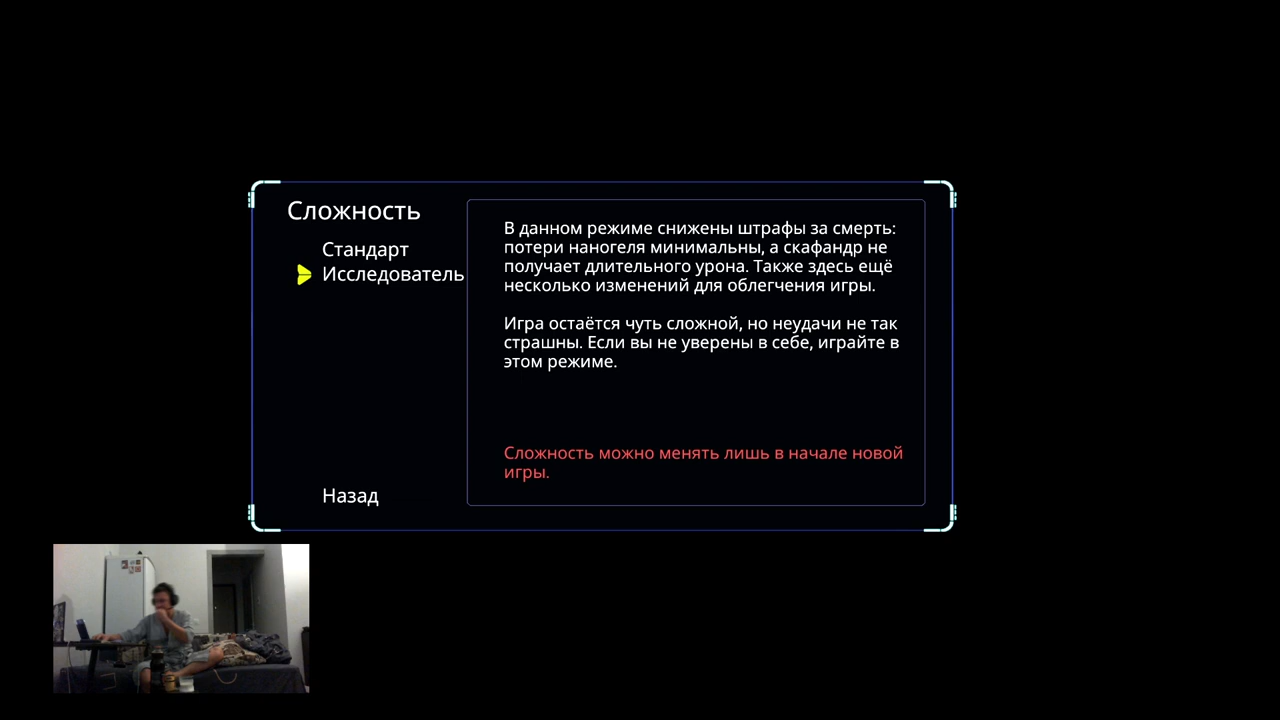 Сложность
Стандарт
Исследователь
Назад
В данном режиме снижены штрафы за смерть:
потери наногеля минимальны, а скафандр не
получает длительного урона. Также здесь ещё
несколько изменений для облегчения игры.
Игра остаётся чуть сложной, но неудачи не так
страшны. Если вы не уверены в себе, играйте в
этом режиме.
Сложность можно менять лишь в начале новой
игры.